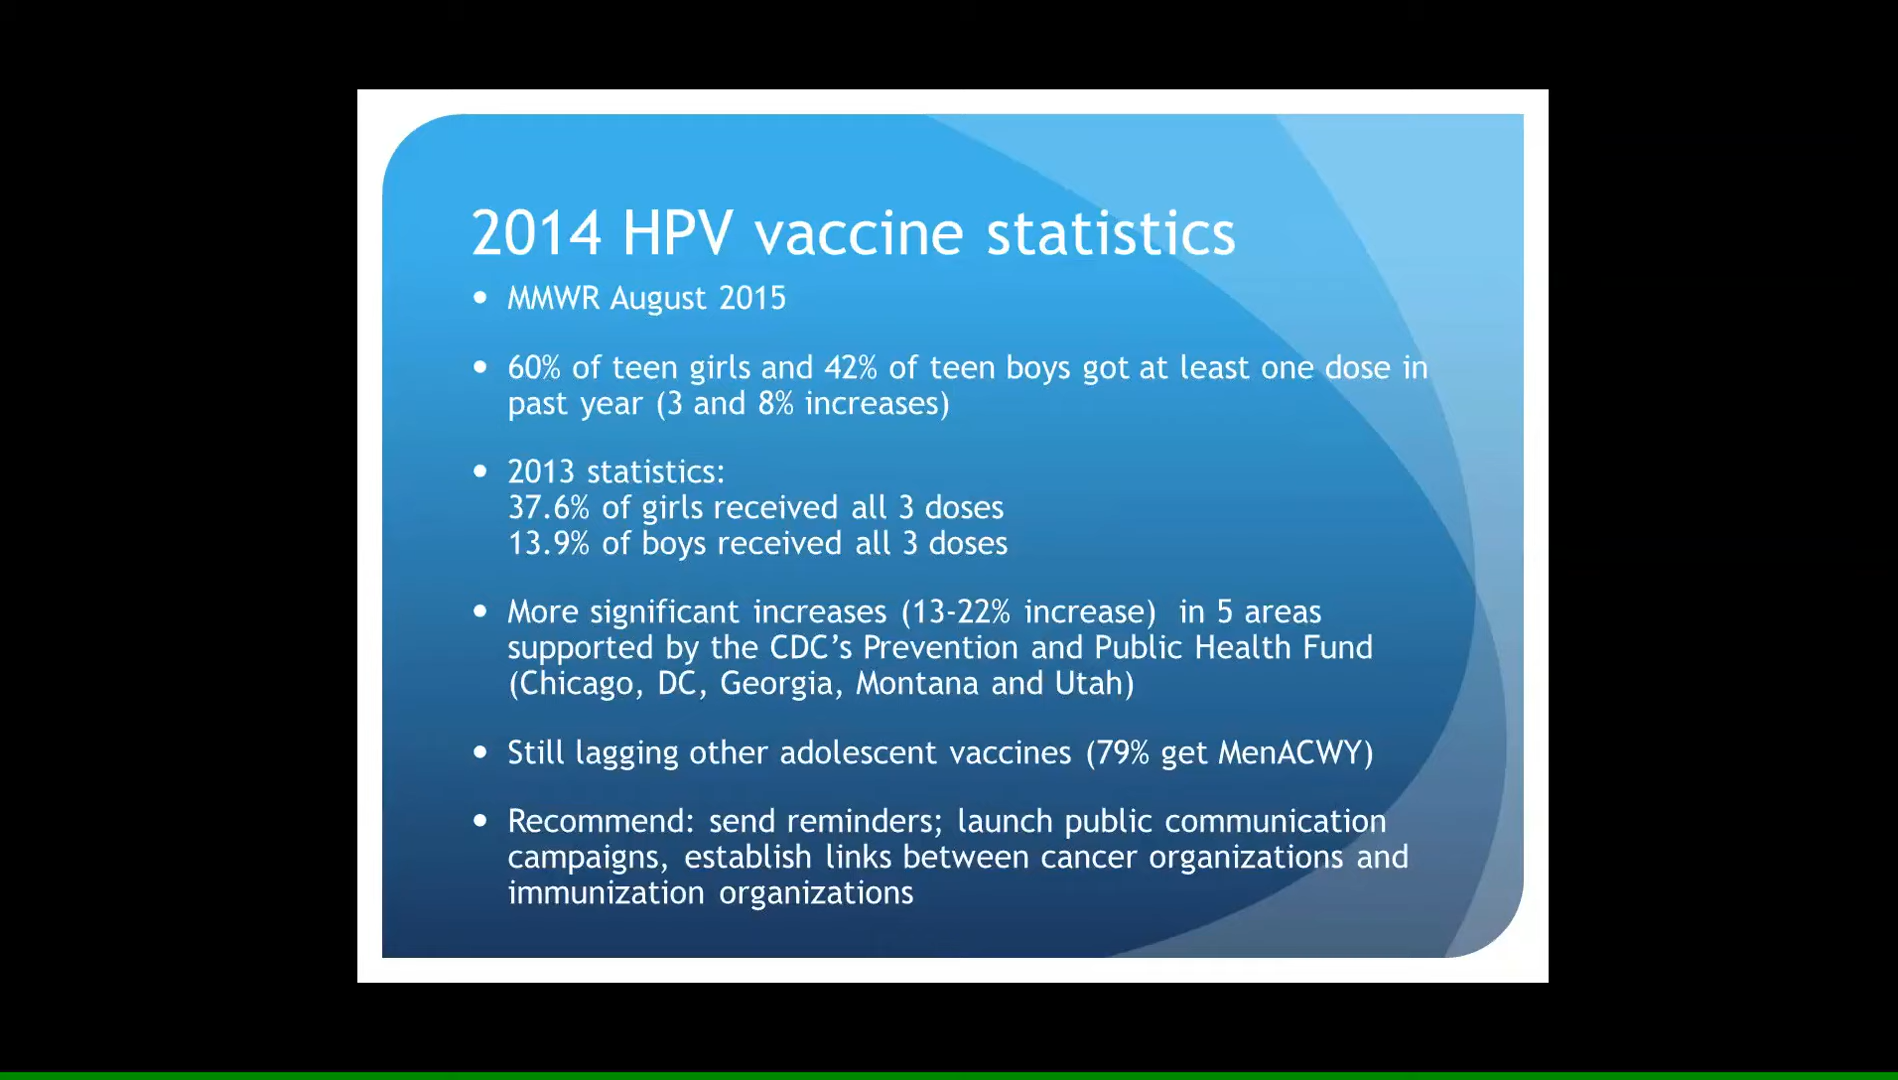 2014 HPV vaccine statistics
• MMWR August 2015
• 60% of teen girls and 42% of teen boys got at least one dose in
past year (3 and 8% increases)
• 2013 statistics:
37.6% of girls received all 3 doses
13.9% of boys received all 3 doses
• More significant increases (13-22% increase)  in 5 areas
supported by the CDC’s Prevention and Public Health Fund
(Chicago, DC, Georgia, Montana and Utah)
• Still lagging other adolescent vaccines (79% get MenACWY)
• Recommend: send reminders; launch public communication
campaigns, establish links between cancer organizations and
immunization organizations